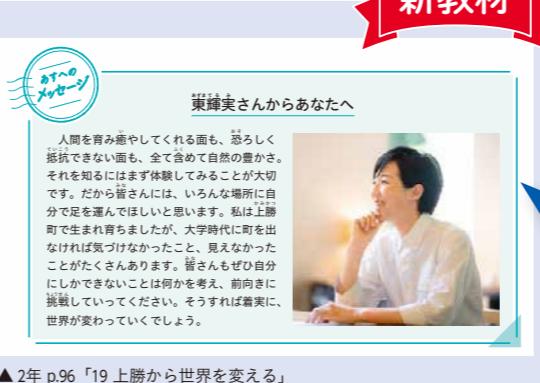 新教材
あすへの
メッセージ
東輝実さんからあなたへ
人間を育み癒やしてくれる面も、恐ろしく
抵抗できない面も、全て含めて自然の豊かさ。
それを知るにはまず体験してみることが大切
です。だから皆さんには、いろんな場所に自
分で足を運んでほしいと思います。私は上勝
町で生まれ育ちましたが、大学時代に町を出
なければ気づけなかったこと、見えなかった
ことがたくさんあります。皆さんもぜひ自分
にしかできないことは何かを考え、前向きに
挑戦していってください。そうすれば着実に、
世界が変わっていくでしょう。
▲ 2年 p.96「19 上勝から世界を変える」